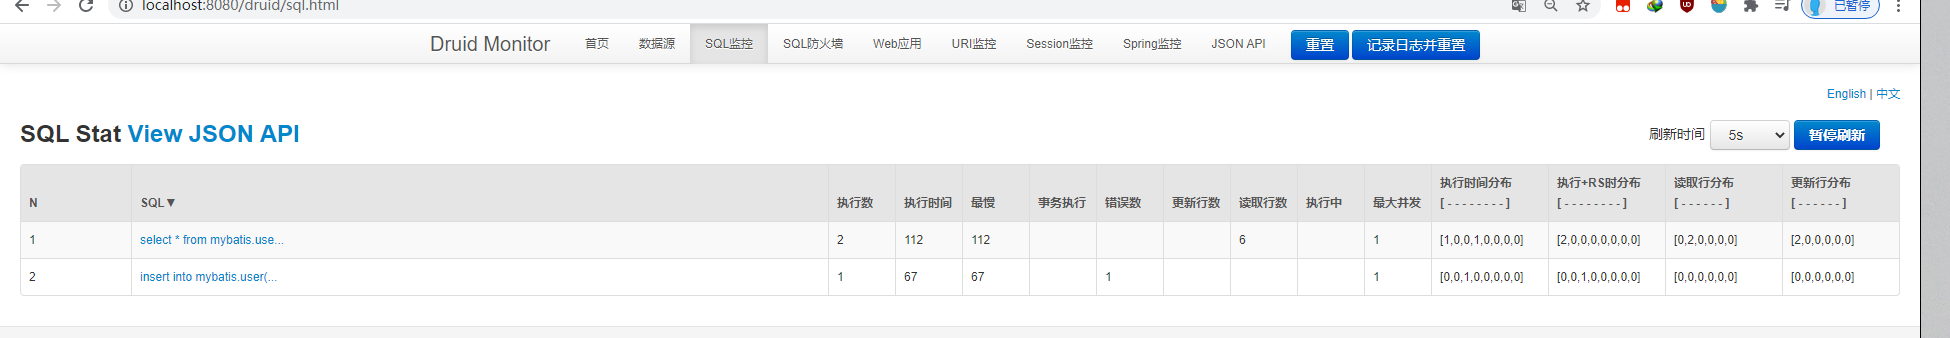 localhost:8080/druid/sql.html
已暂停
Druid Monitor 首页 数据源 SQL监控 SQL防火墙 Web应用 URI监控 Session监控 Spring监控 JSON API 重置 记录日志并重置
English | 中文
SQL Stat View JSON API
刷新时间 5s 暂停刷新
N SQL▼ 执行数 执行时间 最慢 事务执行 错误数 更新行数 读取行数 执行中 最大并发 执行时间分布 [ - - - - - - - - ] 执行+RS时分布 [ - - - - - - - - ] 读取行分布 [ - - - - - - ] 更新行分布 [ - - - - - - ]
1 select * from mybatis.use... 2 112 112 6 1 [1,0,0,1,0,0,0,0] [2,0,0,0,0,0,0,0] [0,2,0,0,0,0] [2,0,0,0,0,0]
2 insert into mybatis.user(... 1 67 67 1 1 [0,0,1,0,0,0,0,0] [0,0,1,0,0,0,0,0] [0,0,0,0,0,0] [0,0,0,0,0,0]